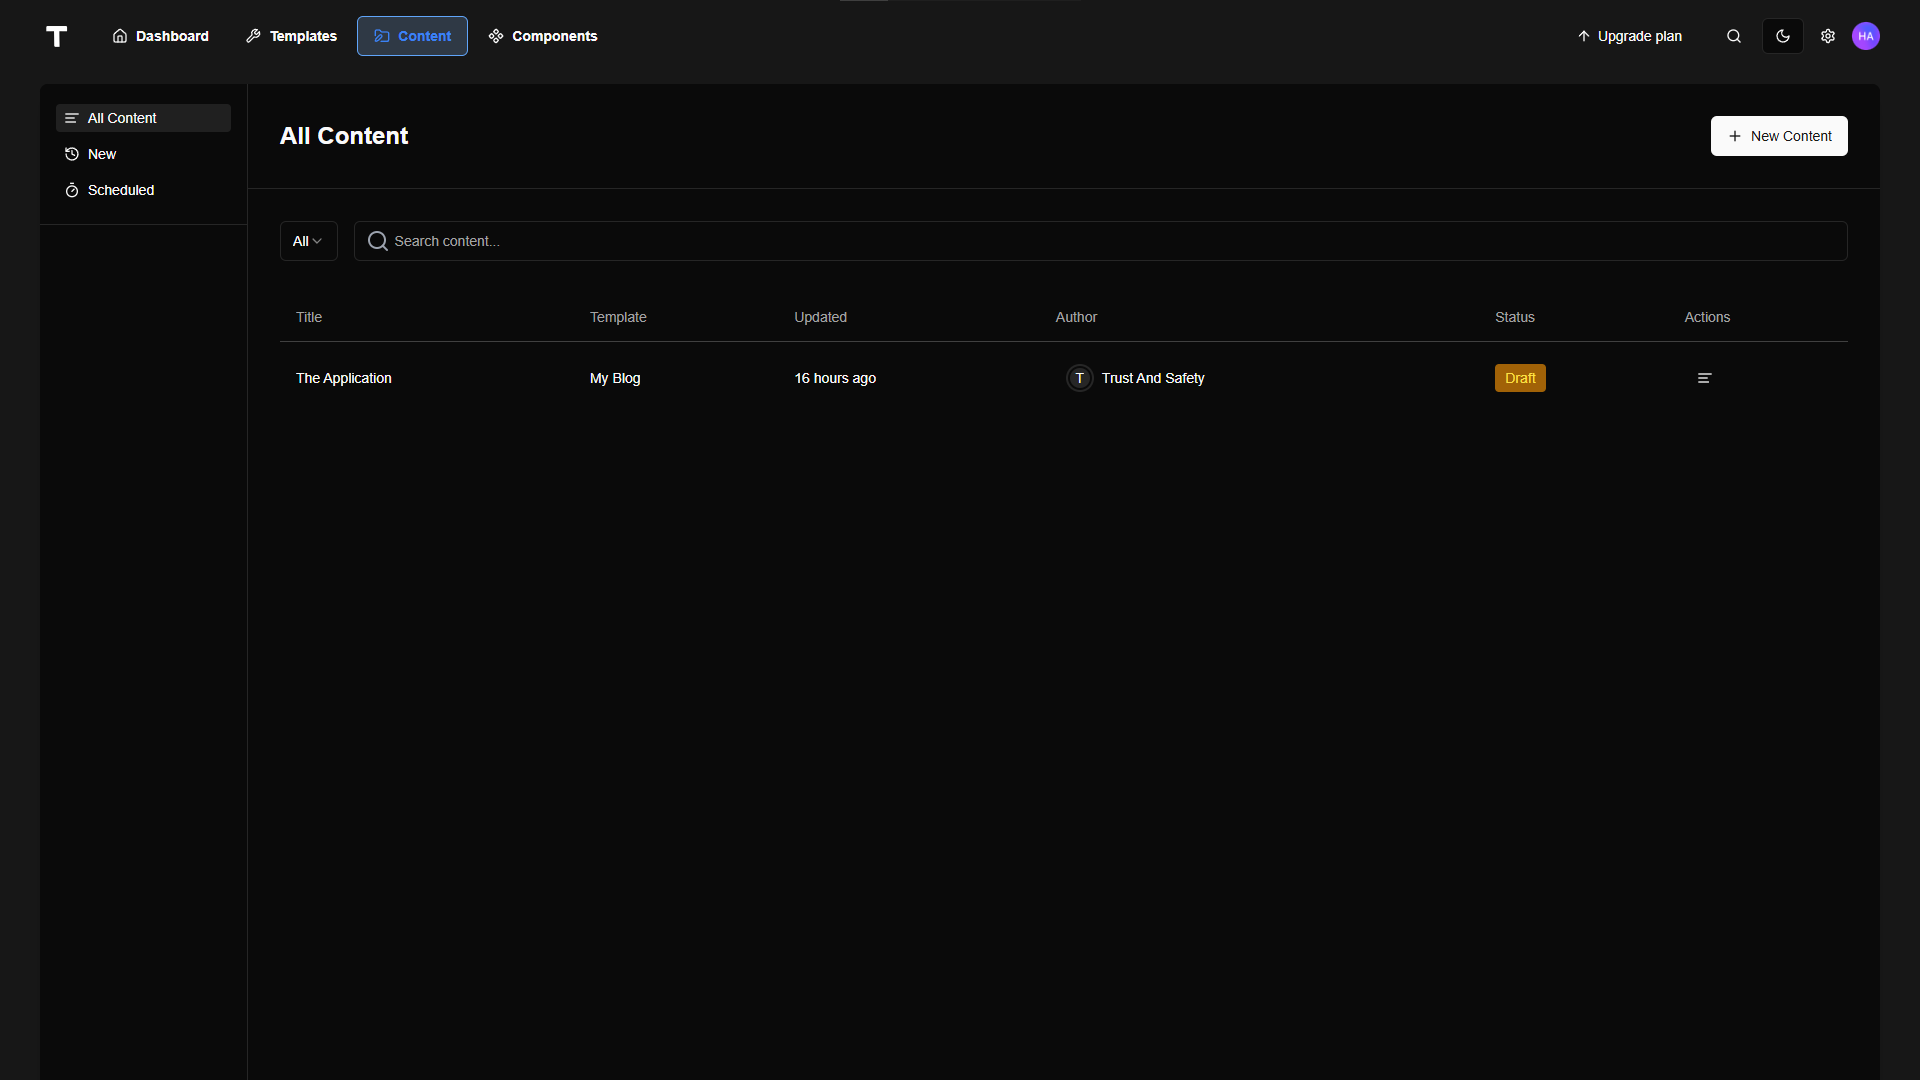 T
Dashboard
Templates
Content
Components
Upgrade plan
HA
All Content
New
Scheduled
All Content
New Content
All
Search content...
Title Template Updated Author Status Actions
The Application My Blog 16 hours ago T Trust And Safety Draft